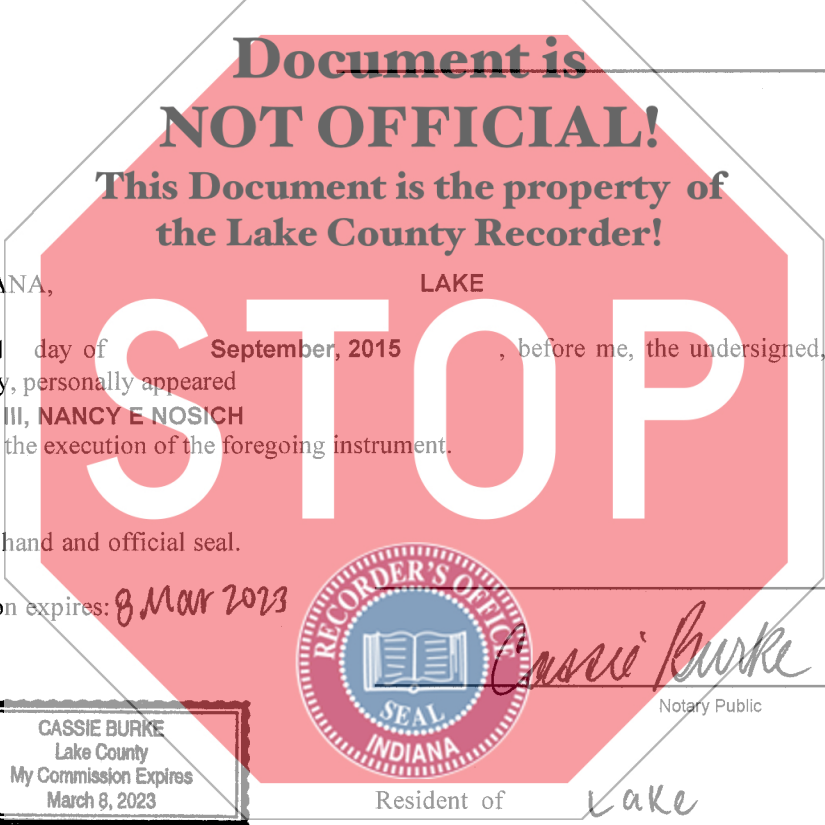 Document is
NOT OFFICIAL!
This Document is the property of
the Lake County Recorder!
ANA, LAKE
STOP
day of September, 2015 , before me, the undersigned,
y, personally appeared
III, NANCY E NOSICH
the execution of the foregoing instrument.
hand and official seal.
on expires: 8 Mar 2023
RECORDER'S OFFICE
SEAL
INDIANA
Cassie Burke
Notary Public
CASSIE BURKE
Lake County
My Commission Expires
March 8, 2023
Resident of Lake